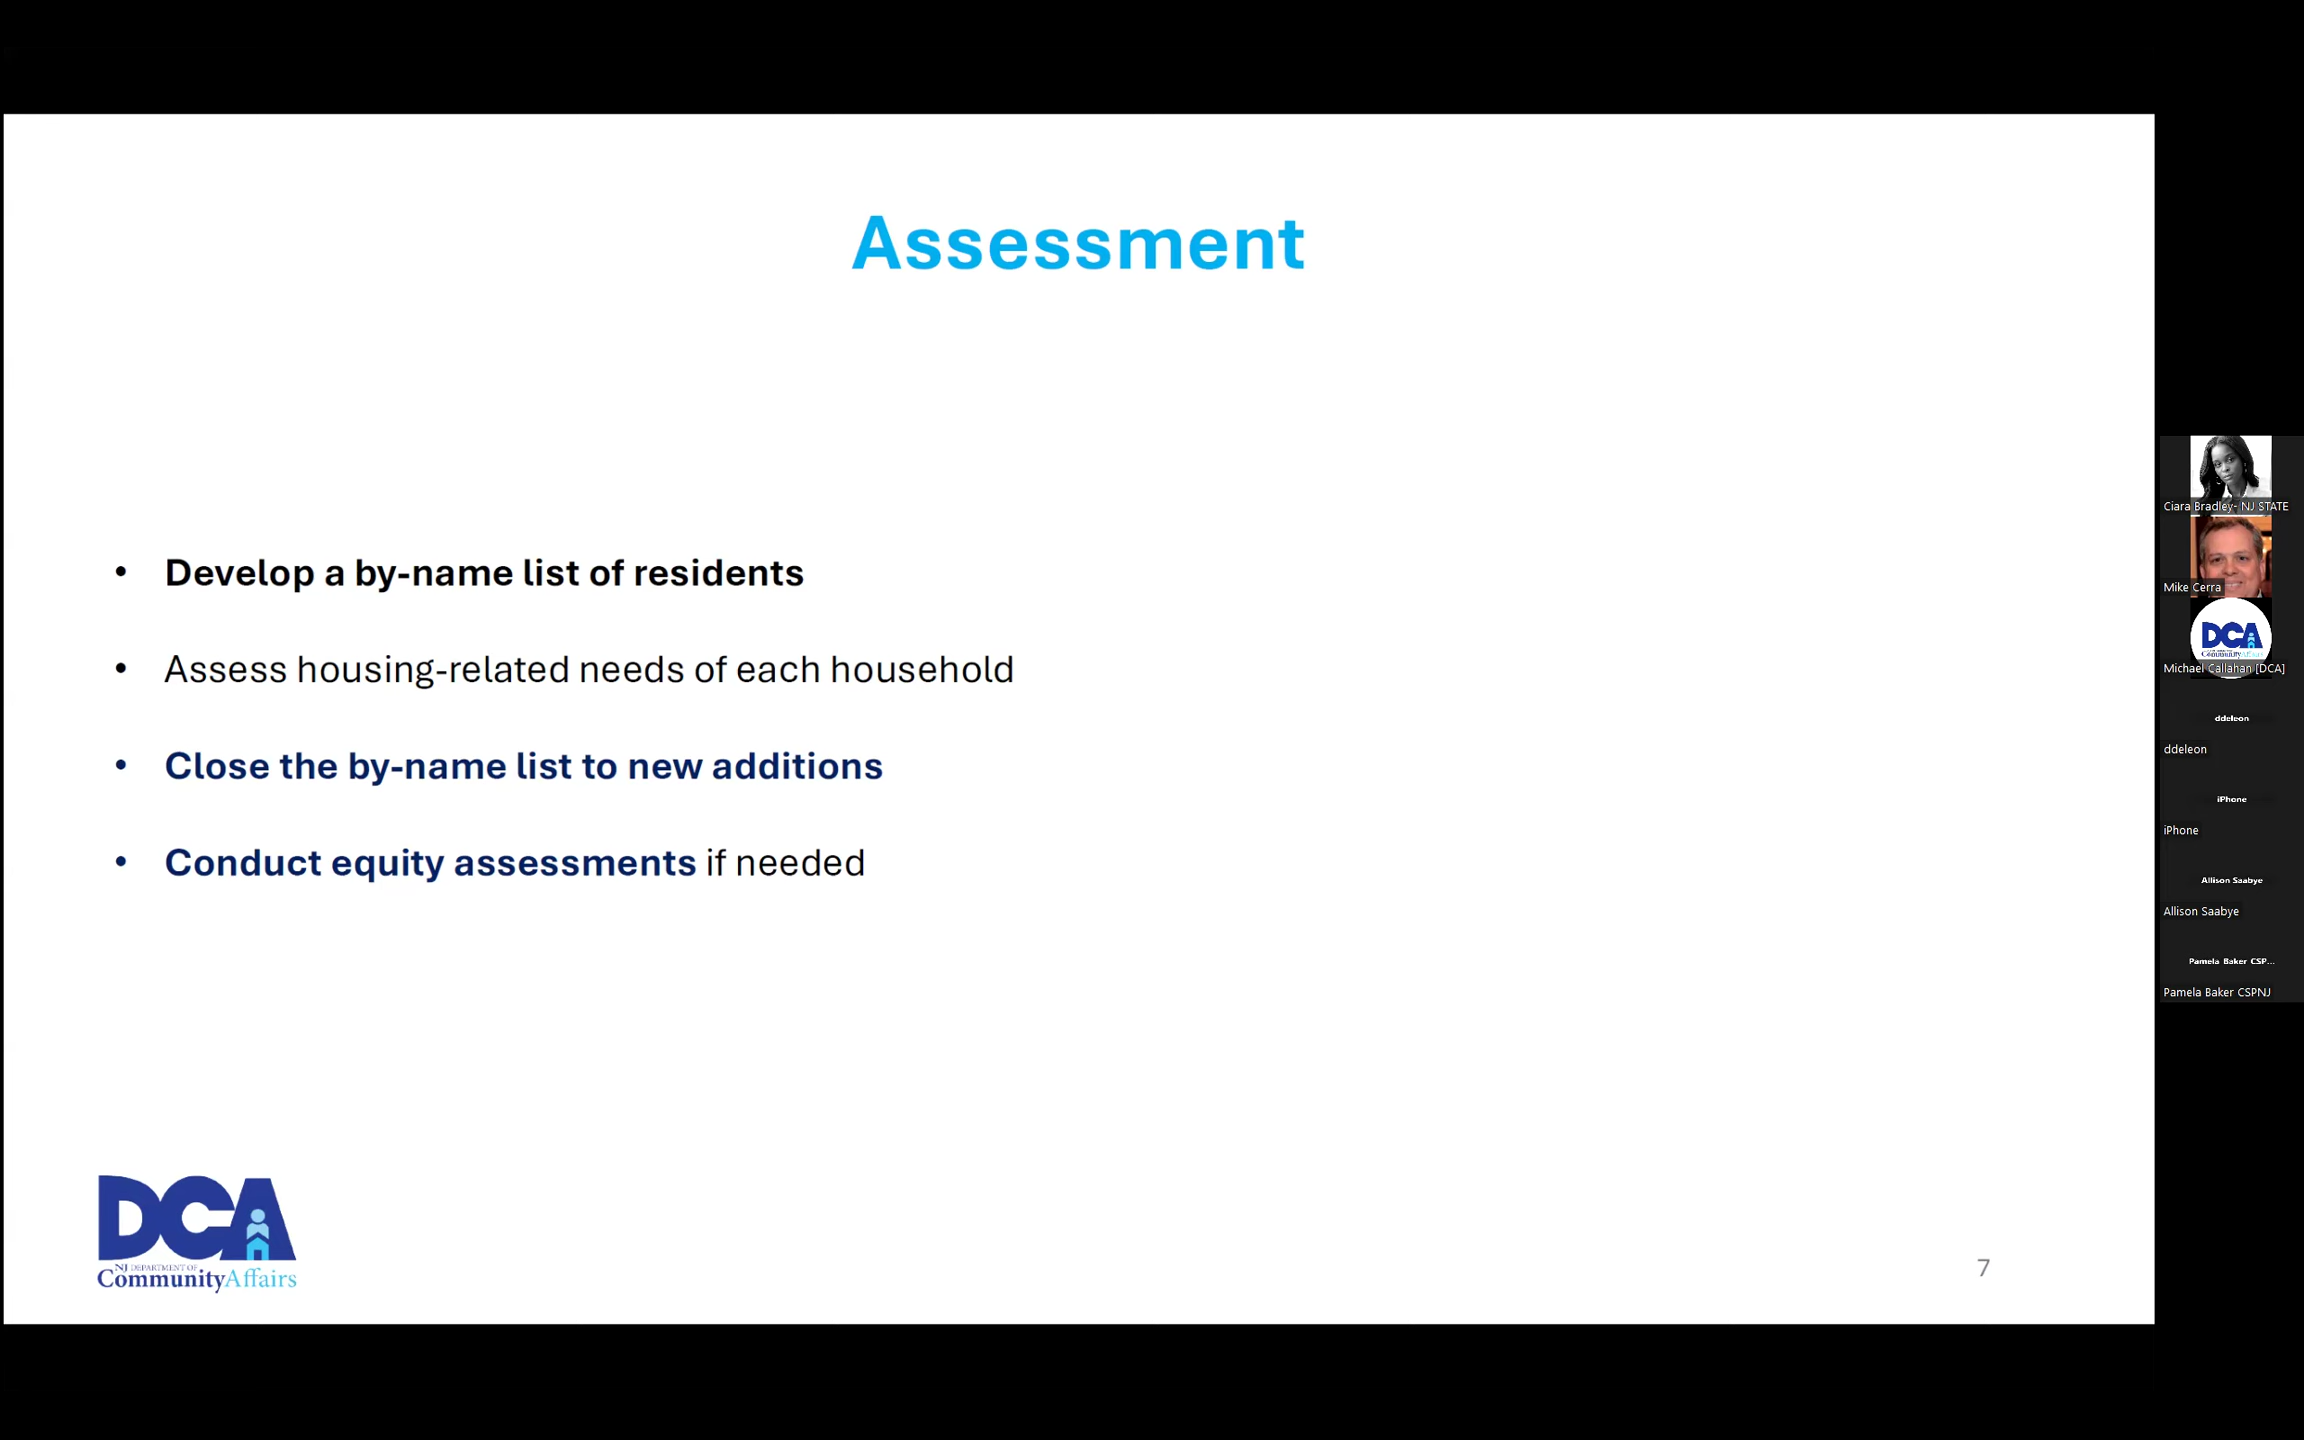 Assessment
• Develop a by-name list of residents
• Assess housing-related needs of each household
• Close the by-name list to new additions
• Conduct equity assessments if needed
DCA
NJ DEPARTMENT OF
CommunityAffairs
7
Ciara Bradley- NJ STATE
Mike Cerra
DCA
CommunityAffairs
Michael Callahan [DCA]
ddeleon
ddeleon
iPhone
iPhone
Allison Saabye
Allison Saabye
Pamela Baker CSP...
Pamela Baker CSPNJ